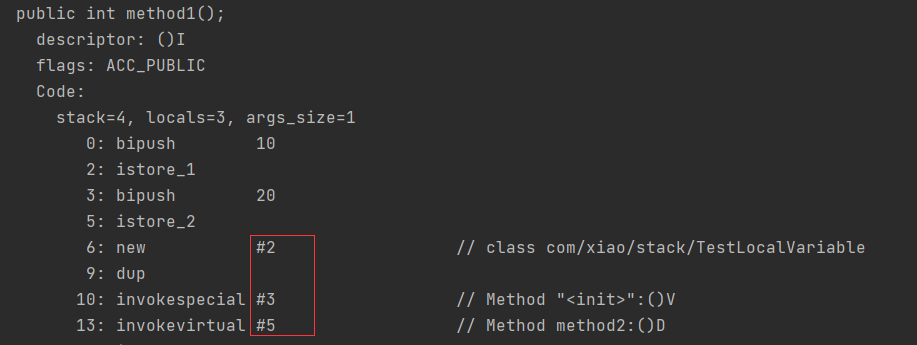 public int method1();
descriptor: ()I
flags: ACC_PUBLIC
Code:
stack=4, locals=3, args_size=1
0: bipush 10
2: istore_1
3: bipush 20
5: istore_2
6: new #2 // class com/xiao/stack/TestLocalVariable
9: dup
10: invokespecial #3 // Method "<init>":()V
13: invokevirtual #5 // Method method2:()D